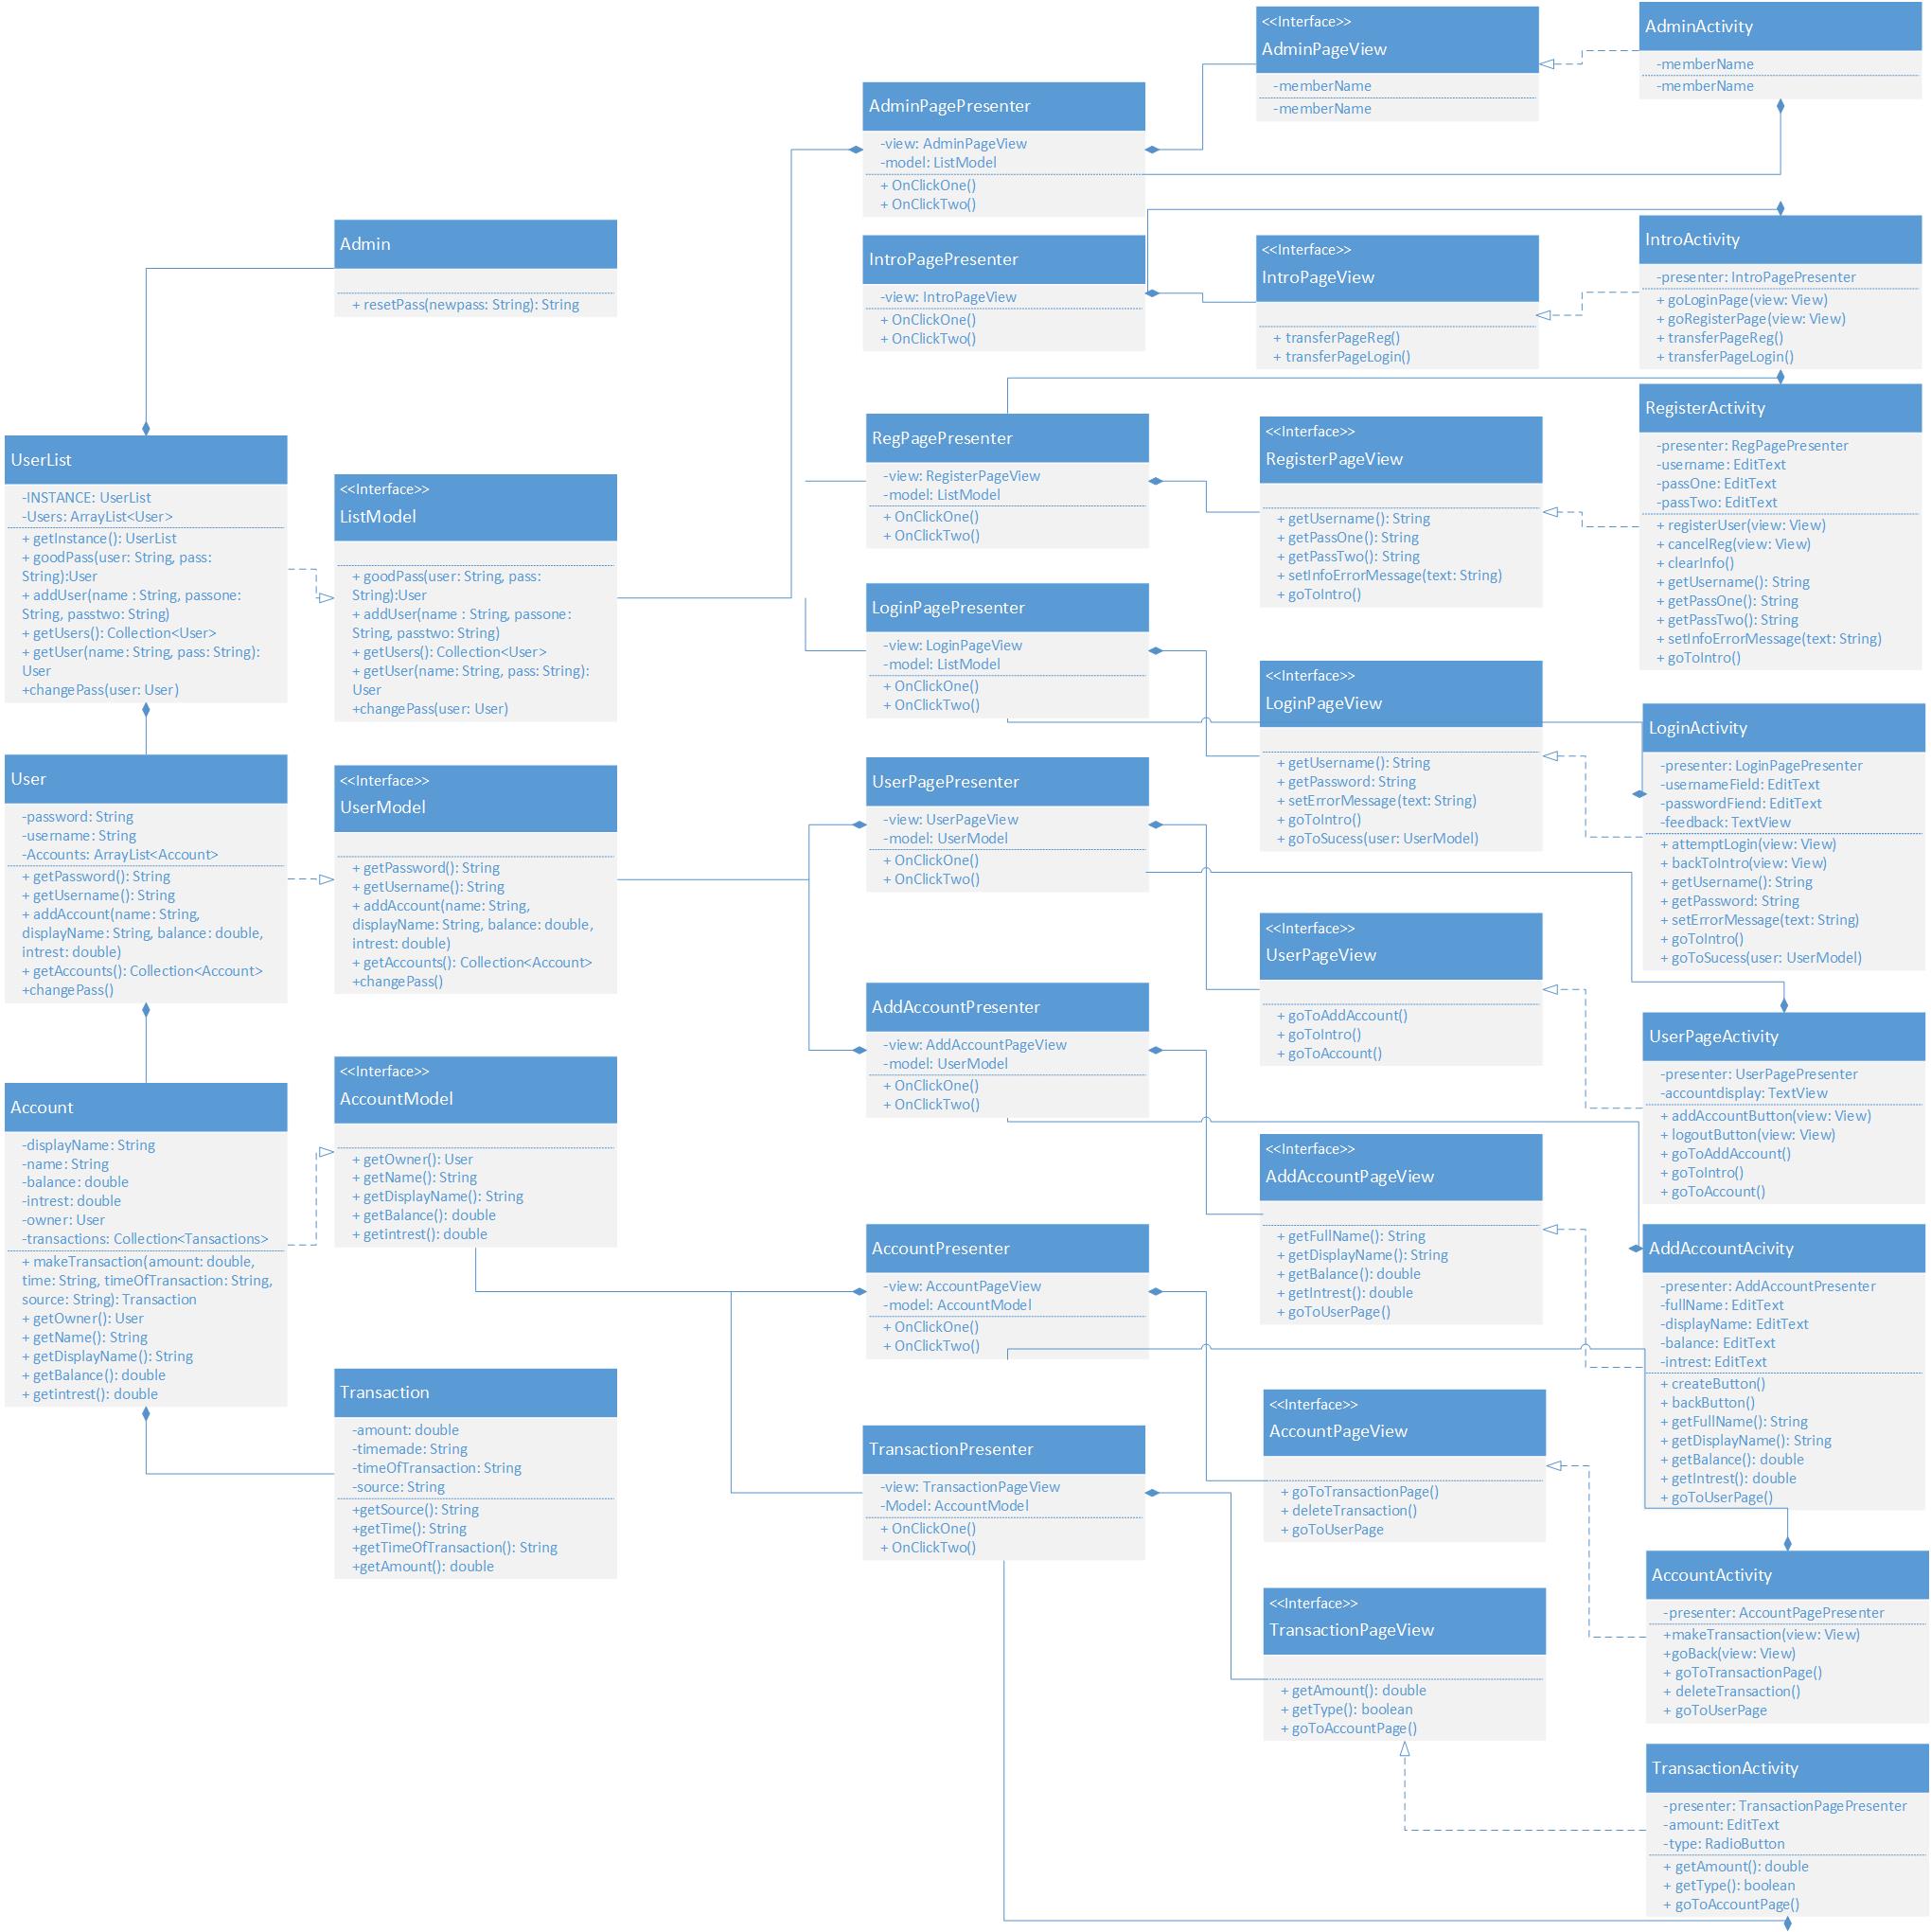 <<Interface>>
AdminPageView
-memberName
-memberName
AdminActivity
-memberName
-memberName
AdminPagePresenter
-view: AdminPageView
-model: ListModel
+ OnClickOne()
+ OnClickTwo()
Admin
+ resetPass(newpass: String): String
IntroPagePresenter
-view: IntroPageView
+ OnClickOne()
+ OnClickTwo()
<<Interface>>
IntroPageView
+ transferPageReg()
+ transferPageLogin()
IntroActivity
-presenter: IntroPagePresenter
+ goLoginPage(view: View)
+ goRegisterPage(view: View)
+ transferPageReg()
+ transferPageLogin()
UserList
-INSTANCE: UserList
-Users: ArrayList<User>
+ getInstance(): UserList
+ goodPass(user: String, pass:
String):User
+ addUser(name : String, passone:
String, passtwo: String)
+ getUsers(): Collection<User>
+ getUser(name: String, pass: String):
User
+changePass(user: User)
<<Interface>>
ListModel
+ goodPass(user: String, pass:
String):User
+ addUser(name : String, passone:
String, passtwo: String)
+ getUsers(): Collection<User>
+ getUser(name: String, pass: String):
User
+changePass(user: User)
RegPagePresenter
-view: RegisterPageView
-model: ListModel
+ OnClickOne()
+ OnClickTwo()
<<Interface>>
RegisterPageView
+ getUsername(): String
+ getPassOne(): String
+ getPassTwo(): String
+ setInfoErrorMessage(text: String)
+ goToIntro()
RegisterActivity
-presenter: RegPagePresenter
-username: EditText
-passOne: EditText
-passTwo: EditText
+ registerUser(view: View)
+ cancelReg(view: View)
+ clearInfo()
+ getUsername(): String
+ getPassOne(): String
+ getPassTwo(): String
+ setInfoErrorMessage(text: String)
+ goToIntro()
LoginPagePresenter
-view: LoginPageView
-model: ListModel
+ OnClickOne()
+ OnClickTwo()
<<Interface>>
LoginPageView
+ getUsername(): String
+ getPassword: String
+ setErrorMessage(text: String)
+ goToIntro()
+ goToSucess(user: UserModel)
LoginActivity
-presenter: LoginPagePresenter
-usernameField: EditText
-passwordFiend: EditText
-feedback: TextView
+ attemptLogin(view: View)
+ backToIntro(view: View)
+ getUsername(): String
+ getPassword: String
+ setErrorMessage(text: String)
+ goToIntro()
+ goToSucess(user: UserModel)
User
-password: String
-username: String
-Accounts: ArrayList<Account>
+ getPassword(): String
+ getUsername(): String
+ addAccount(name: String,
displayName: String, balance: double,
intrest: double)
+ getAccounts(): Collection<Account>
+changePass()
<<Interface>>
UserModel
+ getPassword(): String
+ getUsername(): String
+ addAccount(name: String,
displayName: String, balance: double,
intrest: double)
+ getAccounts(): Collection<Account>
+changePass()
UserPagePresenter
-view: UserPageView
-model: UserModel
+ OnClickOne()
+ OnClickTwo()
<<Interface>>
UserPageView
+ goToAddAccount()
+ goToIntro()
+ goToAccount()
UserPageActivity
-presenter: UserPagePresenter
-accountdisplay: TextView
+ addAccountButton(view: View)
+ logoutButton(view: View)
+ goToAddAccount()
+ goToIntro()
+ goToAccount()
AddAccountPresenter
-view: AddAccountPageView
-model: UserModel
+ OnClickOne()
+ OnClickTwo()
Account
-displayName: String
-name: String
-balance: double
-intrest: double
-owner: User
-transactions: Collection<Tansactions>
+ makeTransaction(amount: double,
time: String, timeOfTransaction: String,
source: String): Transaction
+ getOwner(): User
+ getName(): String
+ getDisplayName(): String
+ getBalance(): double
+ getintrest(): double
<<Interface>>
AccountModel
+ getOwner(): User
+ getName(): String
+ getDisplayName(): String
+ getBalance(): double
+ getintrest(): double
<<Interface>>
AddAccountPageView
+ getFullName(): String
+ getDisplayName(): String
+ getBalance(): double
+ getIntrest(): double
+ goToUserPage()
AddAccountAcivity
-presenter: AddAccountPresenter
-fullName: EditText
-displayName: EditText
-balance: EditText
-intrest: EditText
+ createButton()
+ backButton()
+ getFullName(): String
+ getDisplayName(): String
+ getBalance(): double
+ getIntrest(): double
+ goToUserPage()
AccountPresenter
-view: AccountPageView
-model: AccountModel
+ OnClickOne()
+ OnClickTwo()
Transaction
-amount: double
-timemade: String
-timeOfTransaction: String
-source: String
+getSource(): String
+getTime(): String
+getTimeOfTransaction(): String
+getAmount(): double
TransactionPresenter
-view: TransactionPageView
-Model: AccountModel
+ OnClickOne()
+ OnClickTwo()
<<Interface>>
AccountPageView
+ goToTransactionPage()
+ deleteTransaction()
+ goToUserPage
AccountActivity
-presenter: AccountPagePresenter
+makeTransaction(view: View)
+goBack(view: View)
+ goToTransactionPage()
+ deleteTransaction()
+ goToUserPage
<<Interface>>
TransactionPageView
+ getAmount(): double
+ getType(): boolean
+ goToAccountPage()
TransactionActivity
-presenter: TransactionPagePresenter
-amount: EditText
-type: RadioButton
+ getAmount(): double
+ getType(): boolean
+ goToAccountPage()